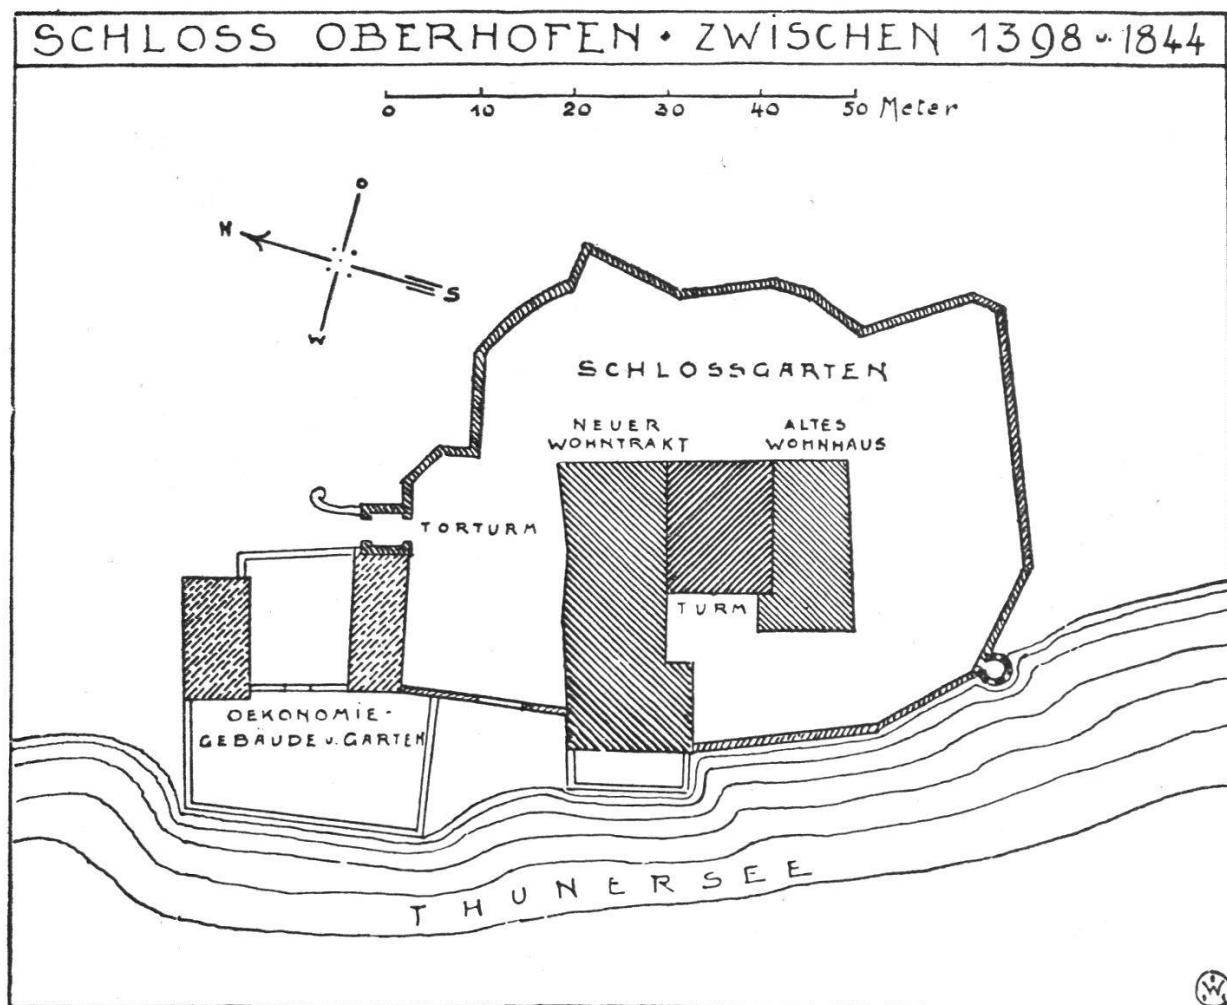 SCHLOSS OBERHOFEN · ZWISCHEN 1398 u. 1844
0 10 20 30 40 50 Meter
O
N
S
W
SCHLOSSGARTEN
NEUER
WOHNTRAKT
ALTES
WOHNHAUS
TORTURM
TURM
OEKONOMIE-
GEBÄUDE u. GARTEN
THUNERSEE
W